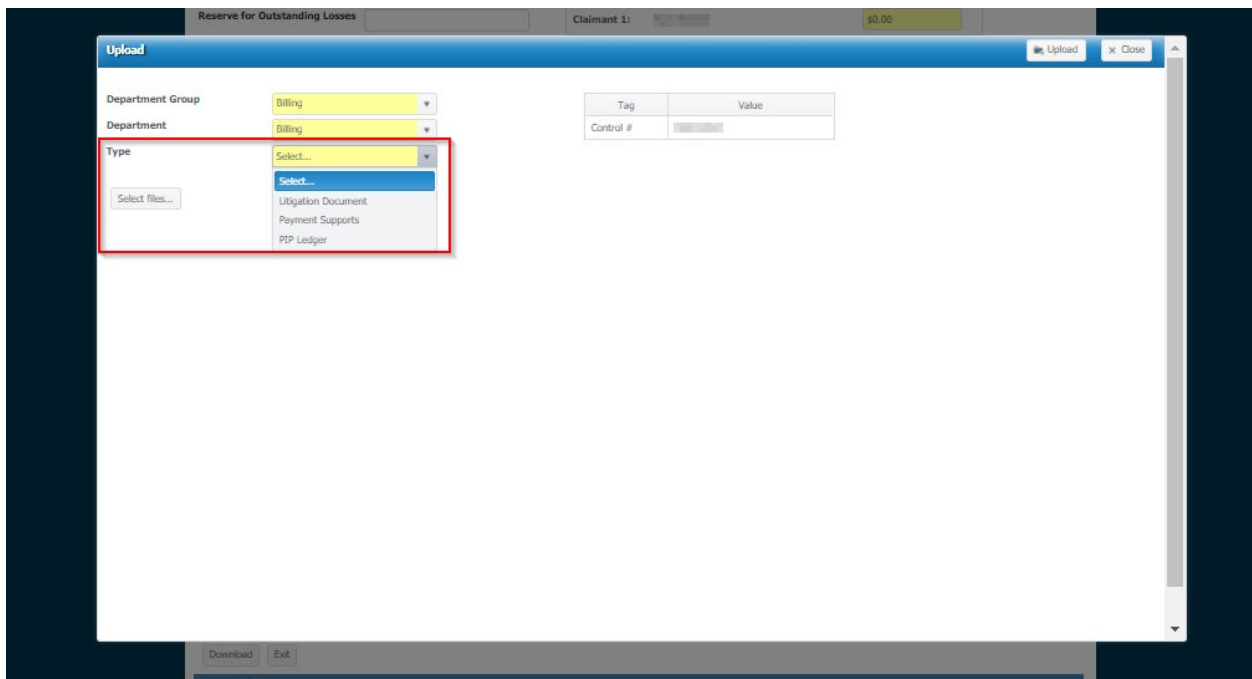 Reserve for Outstanding Losses
Claimant 1:
$0.00
Upload
Upload
x Close
Department Group
Billing
Department
Billing
Type
Select...
Select...
Litigation Document
Payment Supports
PIP Ledger
Select files...
Tag Value
Control #
Download
Exit